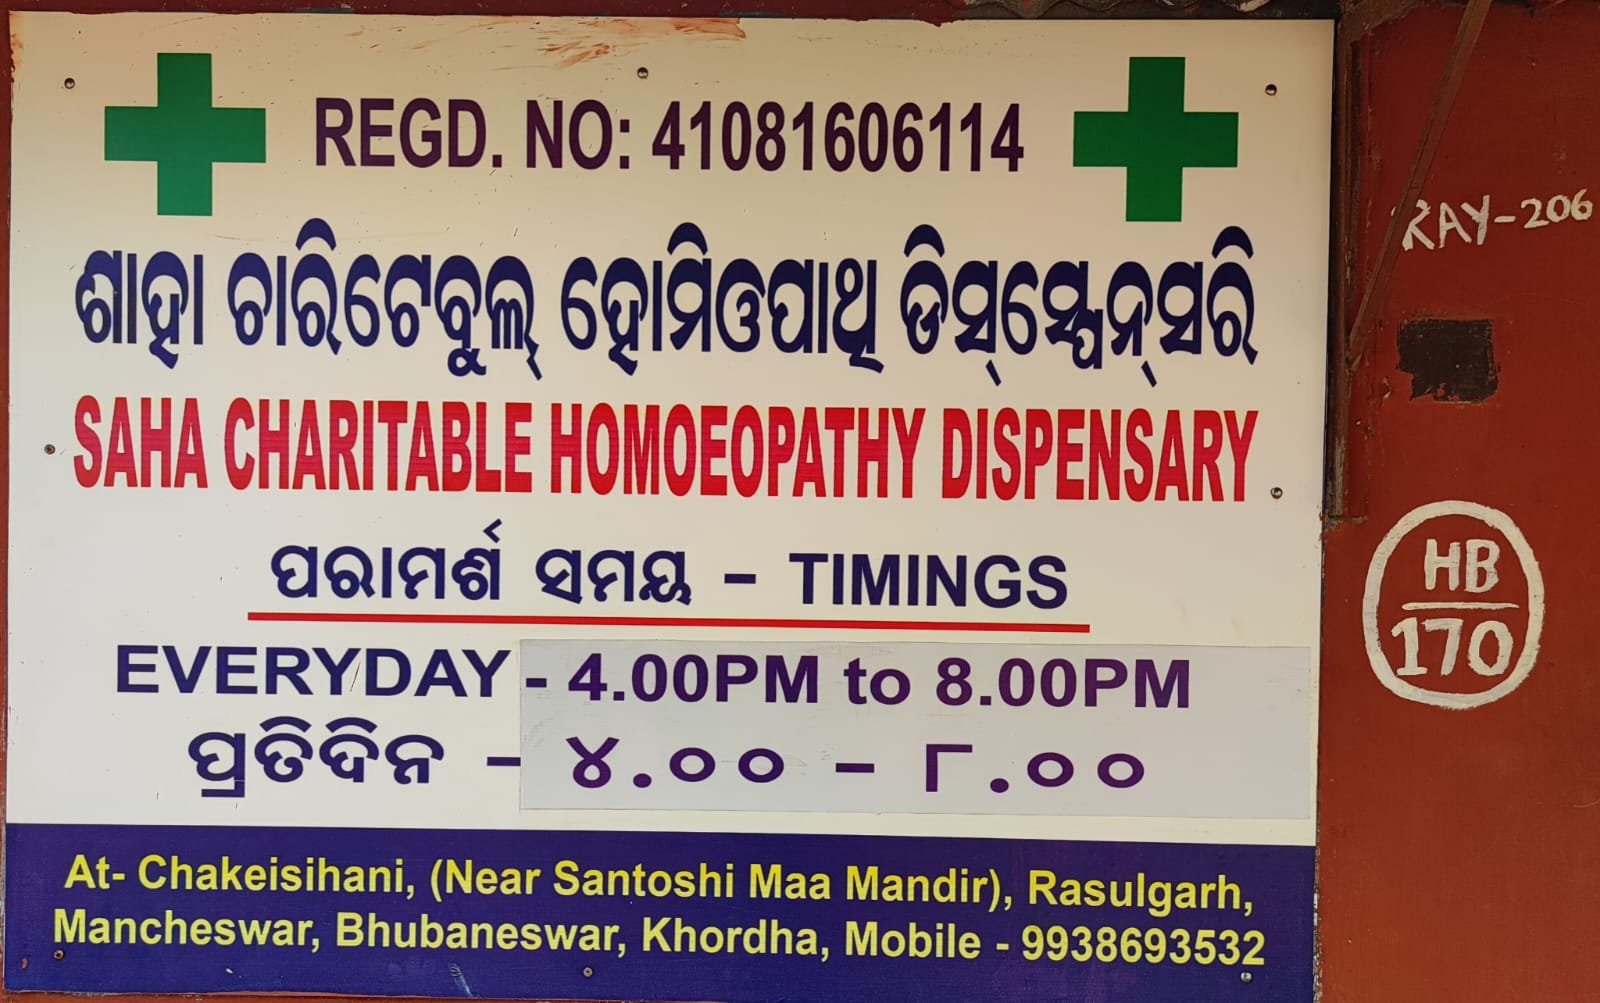 REGD. NO: 41081606114
ଶାହା ଚାରିଟେବୁଲ୍ ହୋମିଓପାଥି ଡିସ୍ସ୍ପେନ୍ସରି
SAHA CHARITABLE HOMOEOPATHY DISPENSARY
ପରାମର୍ଶ ସମୟ - TIMINGS
EVERYDAY - 4.00PM to 8.00PM
ପ୍ରତିଦିନ - ୪.୦୦ - ୮.୦୦
At- Chakeisihani, (Near Santoshi Maa Mandir), Rasulgarh,
Mancheswar, Bhubaneswar, Khordha, Mobile - 9938693532
RAY-206
HB
170